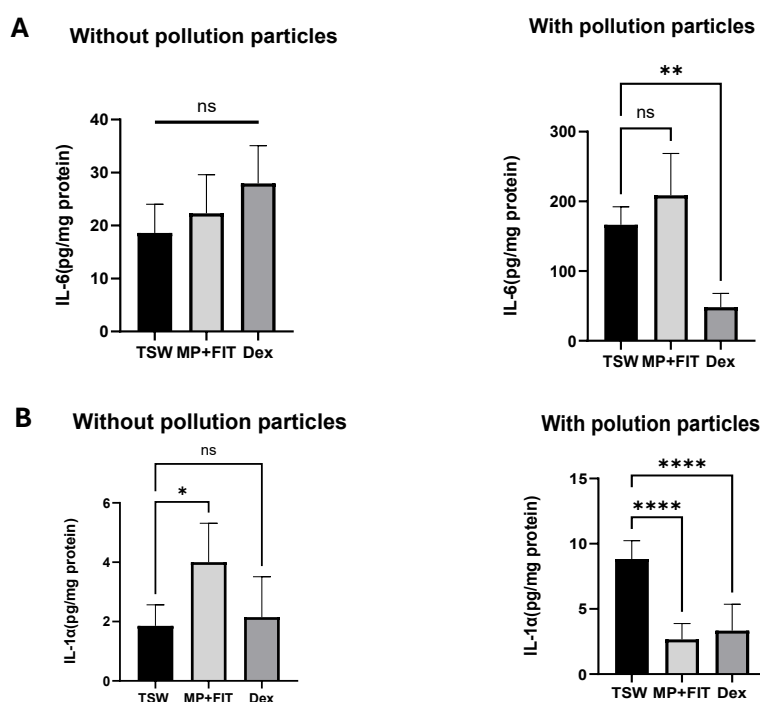 A
Without pollution particles
ns
40
30
20
10
0
IL-6(pg/mg protein)
TSW MP+FIT Dex
With pollution particles
**
ns
300
200
100
0
IL-6(pg/mg protein)
TSW MP+FIT Dex
B
Without pollution particles
ns
*
6
4
2
0
IL-1α(pg/mg protein)
TSW MP+FIT Dex
With polution particles
****
****
15
10
5
0
IL-1α(pg/mg protein)
TSW MP+FIT Dex